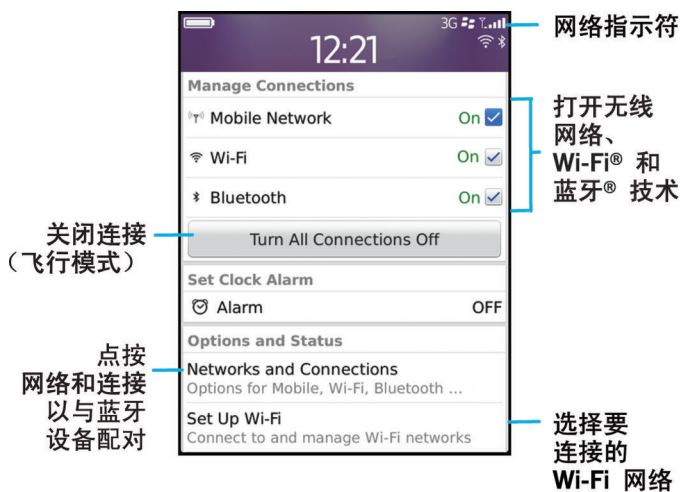 3G
12:21
网络指示符
Manage Connections
Mobile Network On
Wi-Fi On
Bluetooth On
打开无线
网络、
Wi-Fi® 和
蓝牙® 技术
Turn All Connections Off
关闭连接
（飞行模式）
Set Clock Alarm
Alarm OFF
Options and Status
Networks and Connections
Options for Mobile, Wi-Fi, Bluetooth ...
点按
网络和连接
以与蓝牙
设备配对
Set Up Wi-Fi
Connect to and manage Wi-Fi networks
选择要
连接的
Wi-Fi 网络